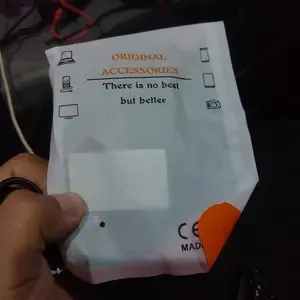 ORIGINAL
ACCESSORIES
There is no best
but better
CE
MAD